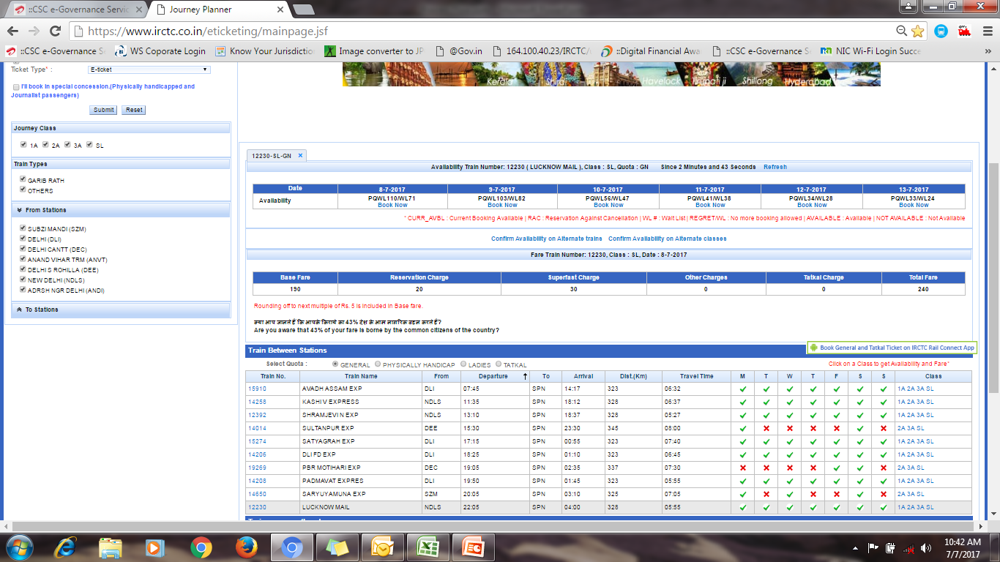 ::CSC e-Governance Servic
Journey Planner
https://www.irctc.co.in/eticketing/mainpage.jsf
::CSC e-Governance Se
WS Coporate Login
Know Your Jurisdiction
Image converter to JP
@Gov.in
164.100.40.23/IRCTC/
::Digital Financial Awa
::CSC e-Governance Se
NIC Wi-Fi Login Succe
Ticket Type* : E-ticket
I'll book in special concession.(Physically handicapped and
Journalist passengers)
Submit Reset
Journey Class
1A 2A 3A SL
Train Types
GARIB RATH
OTHERS
From Stations
SUBZI MANDI (SZM)
DELHI (DLI)
DELHI CANTT (DEC)
ANAND VIHAR TRM (ANVT)
DELHI S ROHILLA (DEE)
NEW DELHI (NDLS)
ADRSH NGR DELHI (ANDI)
To Stations
Kerala Shirdi Havelock Tirupati ji Shillong Hyderabad
12230-SL-GN
Availability Train Number: 12230 ( LUCKNOW MAIL ), Class : SL, Quota : GN Since 2 Minutes and 43 Seconds Refresh
Date 8-7-2017 9-7-2017 10-7-2017 11-7-2017 12-7-2017 13-7-2017
Availability PQWL110/WL71 PQWL103/WL82 PQWL56/WL47 PQWL41/WL38 PQWL34/WL28 PQWL33/WL24
Book Now Book Now Book Now Book Now Book Now Book Now
* CURR_AVBL : Current Booking Available | RAC : Reservation Against Cancellation | WL # : Wait List | REGRET/WL : No more booking allowed | AVAILABLE : Available | NOT AVAILABLE : Not Available
Confirm Availability on Alternate trains Confirm Availability on Alternate classes
Fare Train Number: 12230, Class : SL, Date : 8-7-2017
Base Fare Reservation Charge Superfast Charge Other Charges Tatkal Charge Total Fare
190 20 30 0 0 240
Rounding off to next multiple of Rs. 5 is included in Base fare.
क्या आप जानते हैं कि आपके किराये का 43% देश के आम नागरिक वहन करते हैं?
Are you aware that 43% of your fare is borne by the common citizens of the country?
Book General and Tatkal Ticket on IRCTC Rail Connect App
Train Between Stations
Select Quota : GENERAL PHYSICALLY HANDICAP LADIES TATKAL Click on a Class to get Availability and Fare*
Train No. Train Name From Departure To Arrival Dist.(Km) Travel Time M T W T F S S Class
15910 AVADH ASSAM EXP DLI 07:45 SPN 14:17 323 06:32 1A 2A 3A SL
14258 KASHI V EXPRESS NDLS 11:35 SPN 18:12 328 06:37 1A 2A 3A SL
12392 SHRAMJEVI N EXP NDLS 13:10 SPN 18:37 328 05:27 1A 2A 3A SL
14014 SULTANPUR EXP DEE 15:30 SPN 23:30 345 08:00 2A 3A SL
15274 SATYAGRAH EXP DLI 17:15 SPN 00:55 323 07:40 1A 2A 3A SL
14206 DLI FD EXP DLI 18:25 SPN 01:10 323 06:45 1A 2A 3A SL
19269 PBR MOTIHARI EXP DEC 19:05 SPN 02:35 337 07:30 2A 3A SL
14208 PADMAVAT EXPRES DLI 19:50 SPN 01:45 323 05:55 1A 2A 3A SL
14650 SARYUYAMUNA EXP SZM 20:05 SPN 03:10 325 07:05 2A 3A SL
12230 LUCKNOW MAIL NDLS 22:05 SPN 04:00 328 05:55 1A 2A 3A SL
10:42 AM
7/7/2017